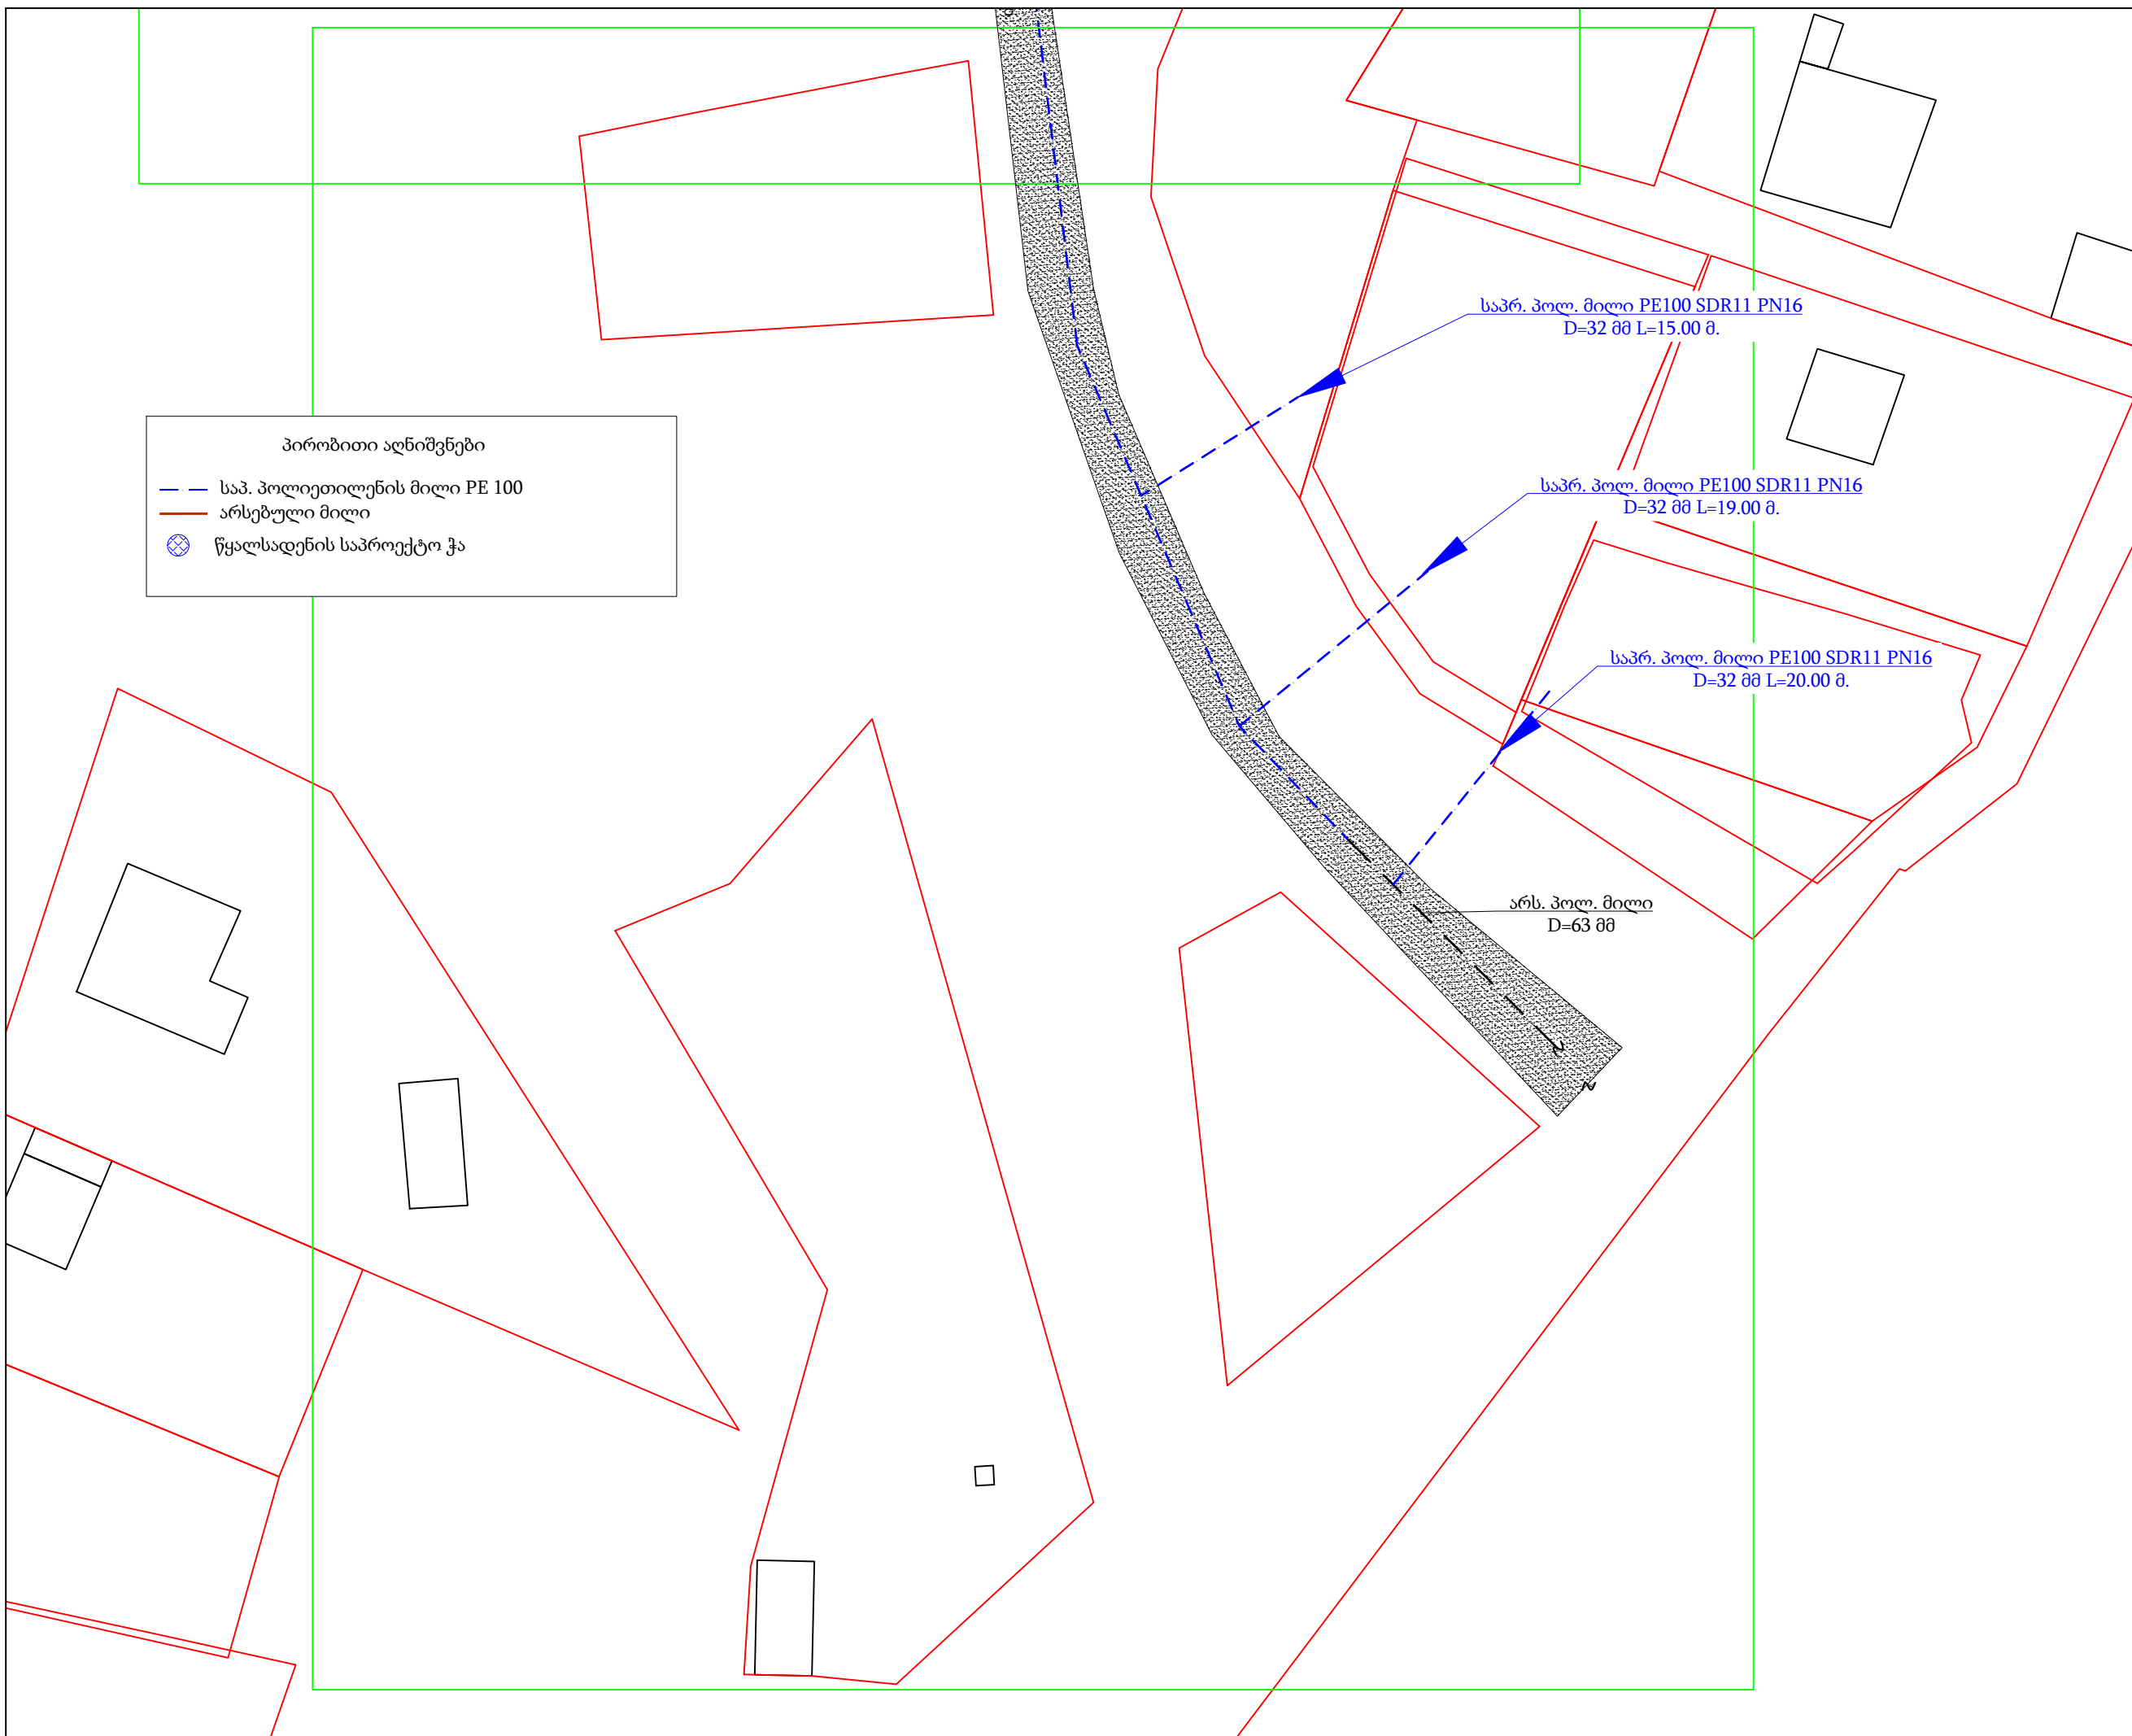 საპრ. პოლ. მილი PE100 SDR11 PN16
D=32 მმ L=15.00 მ.
პირობითი აღნიშვნები
საპ. პოლიეთილენის მილი PE 100
არსებული მილი
წყალსადენის საპროექტო ჭა
საპრ. პოლ. მილი PE100 SDR11 PN16
D=32 მმ L=19.00 მ.
საპრ. პოლ. მილი PE100 SDR11 PN16
D=32 მმ L=20.00 მ.
არს. პოლ. მილი
D=63 მმ